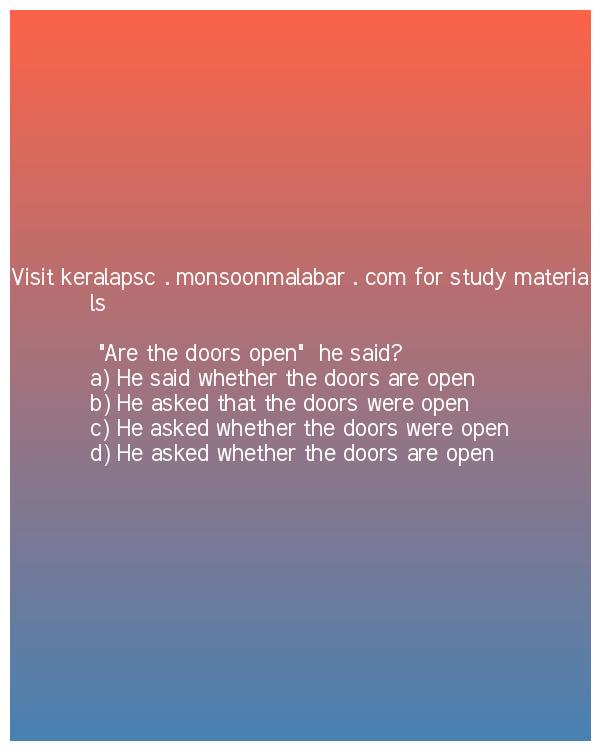 Visit keralapsc . monsoonmalabar . com for study materia
ls
"Are the doors open"  he said?
a) He said whether the doors are open
b) He asked that the doors were open
c) He asked whether the doors were open
d) He asked whether the doors are open